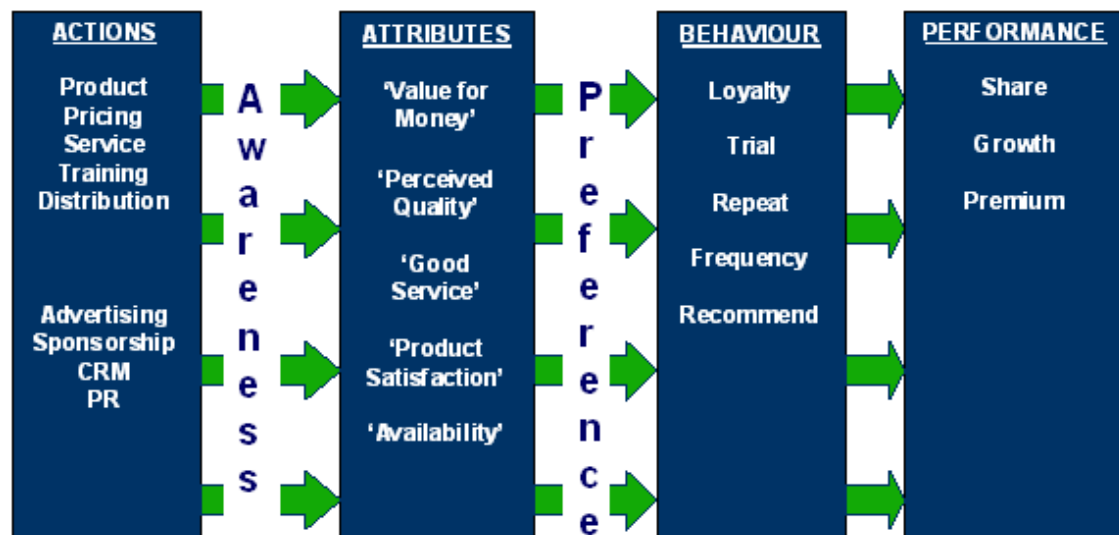 ACTIONS
Product
Pricing
Service
Training
Distribution
Advertising
Sponsorship
CRM
PR
Awareness
ATTRIBUTES
‘Value for
Money’
‘Perceived
Quality’
‘Good
Service’
‘Product
Satisfaction’
‘Availability’
Preference
BEHAVIOUR
Loyalty
Trial
Repeat
Frequency
Recommend
PERFORMANCE
Share
Growth
Premium